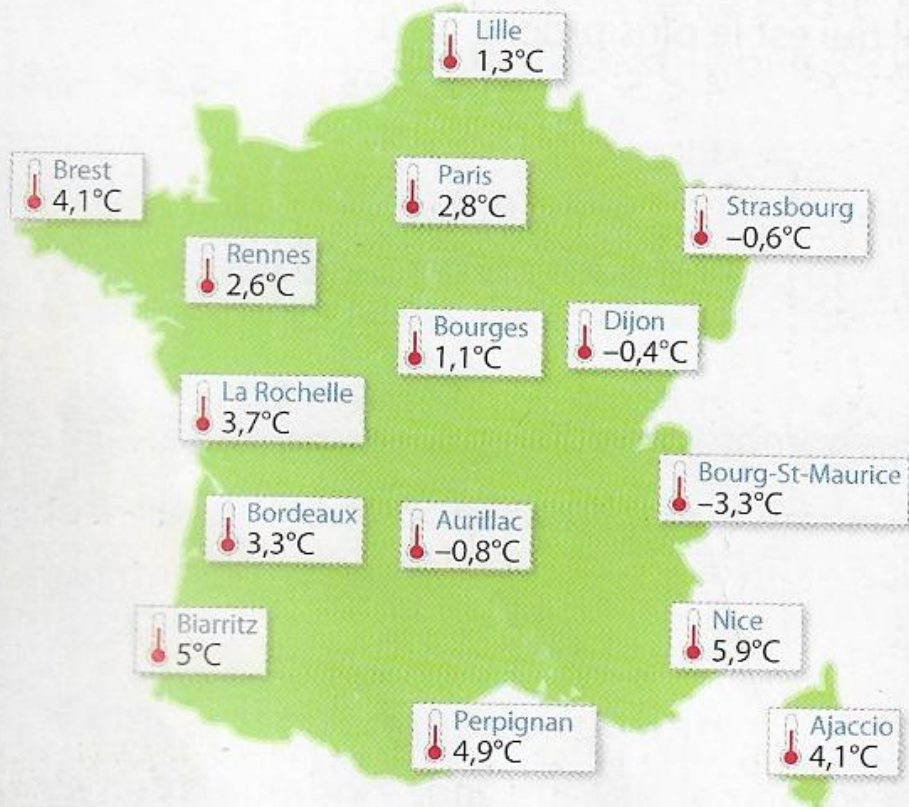 Lille
1,3°C
Brest
4,1°C
Paris
2,8°C
Strasbourg
–0,6°C
Rennes
2,6°C
Bourges
1,1°C
Dijon
–0,4°C
La Rochelle
3,7°C
Bourg-St-Maurice
–3,3°C
Bordeaux
3,3°C
Aurillac
–0,8°C
Biarritz
5°C
Nice
5,9°C
Perpignan
4,9°C
Ajaccio
4,1°C